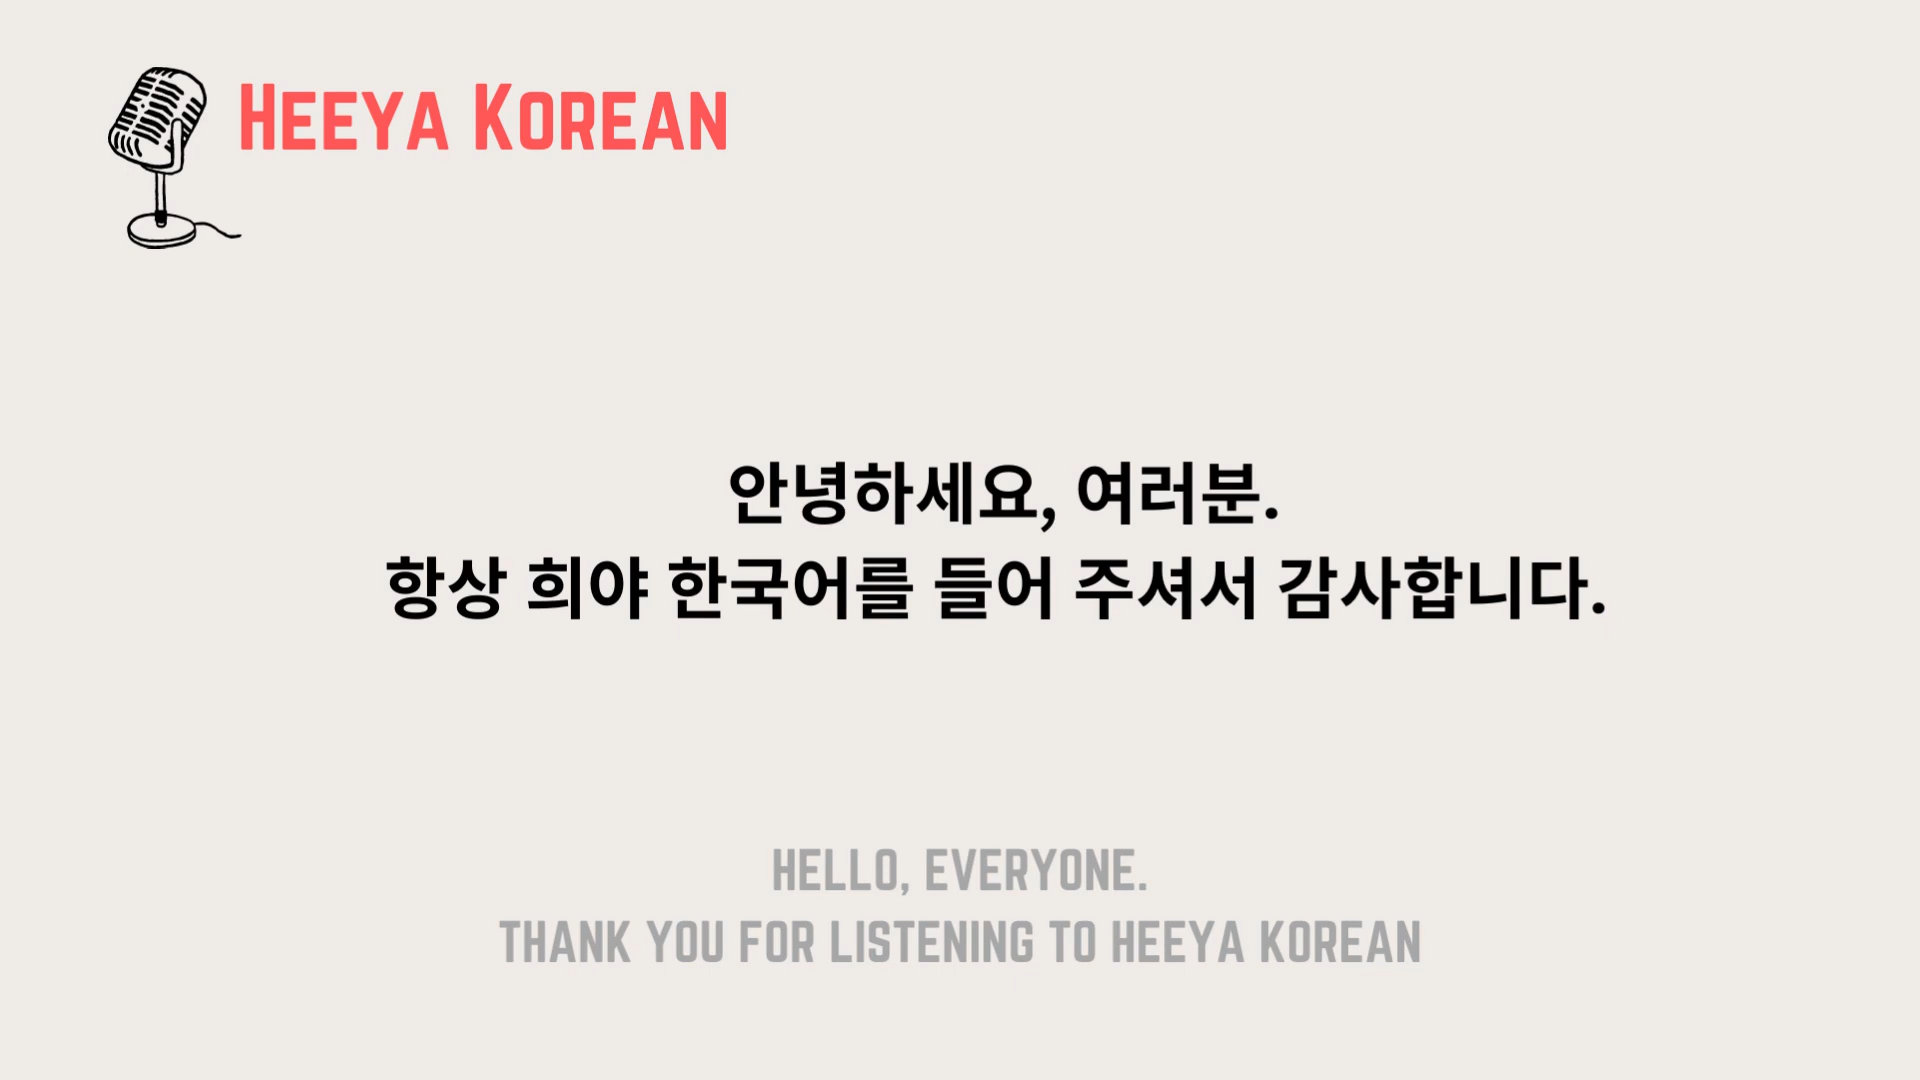 HEEYA KOREAN
안녕하세요, 여러분.
항상 희야 한국어를 들어 주셔서 감사합니다.
HELLO, EVERYONE.
THANK YOU FOR LISTENING TO HEEYA KOREAN